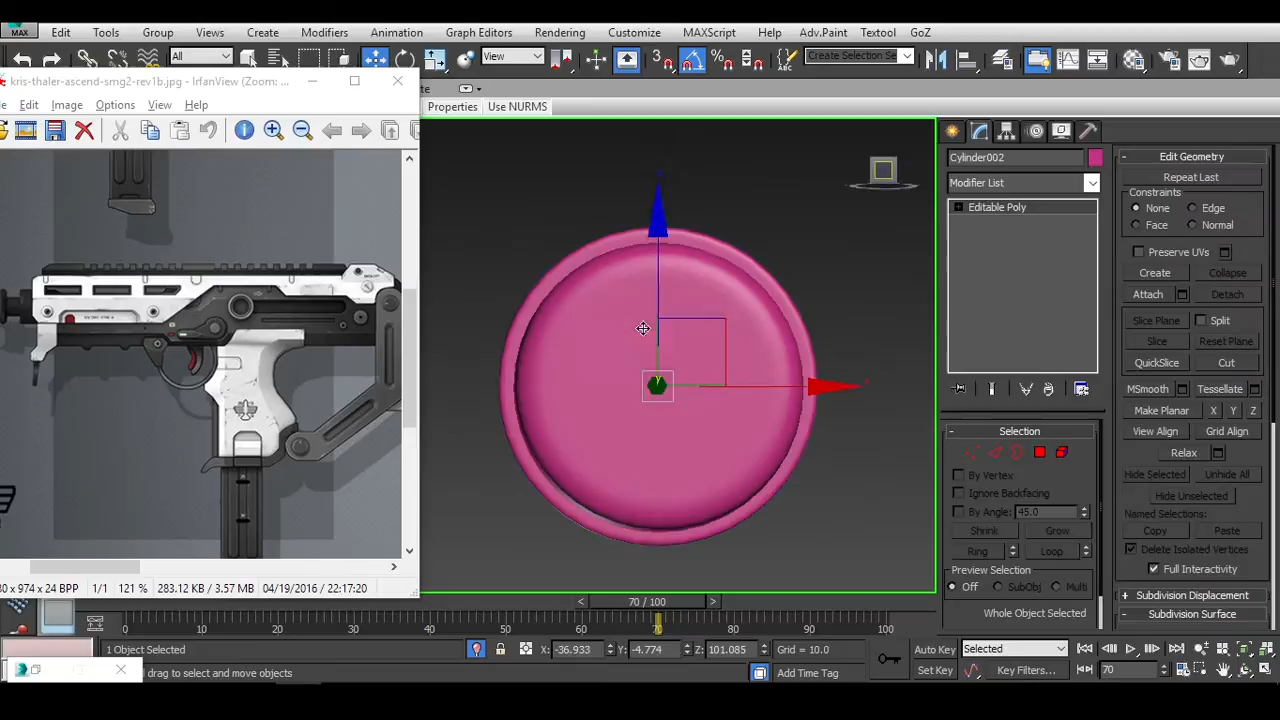 MAX Edit Tools Group Views Create Modifiers Animation Graph Editors Rendering Customize MAXScript Help Adv.Paint Textool GoZ
All View 3 Create Selection Se
kris-thaler-ascend-smg2-rev1b.jpg - IrfanView (Zoom: ...
Edit Image Options View Help
Properties Use NURMS
Cylinder002
Modifier List
Editable Poly
Edit Geometry
Repeat Last
Constraints
None Edge
Face Normal
Preserve UVs
Create Collapse
Attach Detach
Slice Plane Split
Slice Reset Plane
QuickSlice Cut
MSmooth Tessellate
Make Planar X Y Z
View Align Grid Align
Relax
Hide Selected Unhide All
Hide Unselected
Named Selections:
Copy Paste
Delete Isolated Vertices
Full Interactivity
Subdivision Displacement
Subdivision Surface
Selection
By Vertex
Ignore Backfacing
By Angle: 45.0
Shrink Grow
Ring Loop
Preview Selection
Off SubObj Multi
Whole Object Selected
1/1 121 % 283.12 KB / 3.57 MB 04/19/2016 / 22:17:20
70 / 100
0 10 20 30 40 50 60 70 80 90 100
1 Object Selected X: -36.933 Y: -4.774 Z: 101.085 Grid = 10.0
drag to select and move objects Add Time Tag
Auto Key Selected
Set Key Key Filters... 70